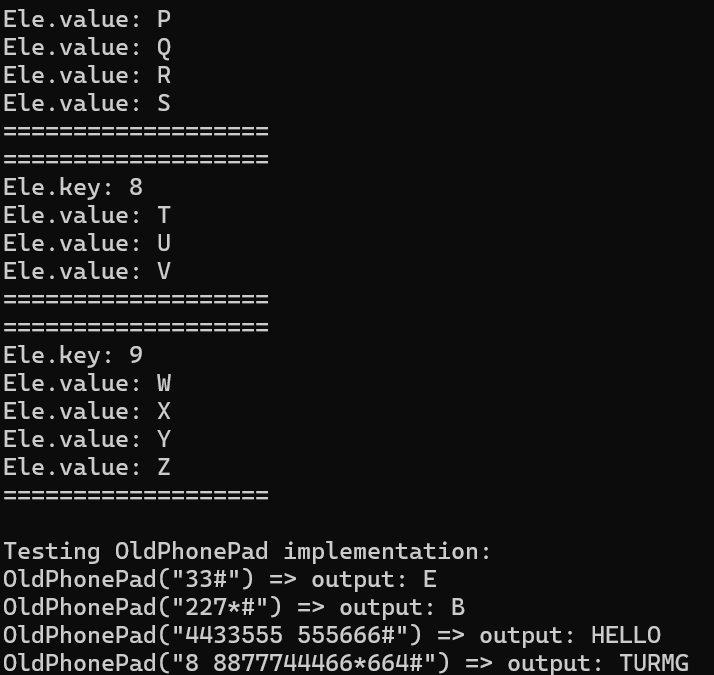 Ele.value: P
Ele.value: Q
Ele.value: R
Ele.value: S
===================
===================
Ele.key: 8
Ele.value: T
Ele.value: U
Ele.value: V
===================
===================
Ele.key: 9
Ele.value: W
Ele.value: X
Ele.value: Y
Ele.value: Z
===================
Testing OldPhonePad implementation:
OldPhonePad("33#") => output: E
OldPhonePad("227*#") => output: B
OldPhonePad("4433555 555666#") => output: HELLO
OldPhonePad("8 8877744466*664#") => output: TURMG